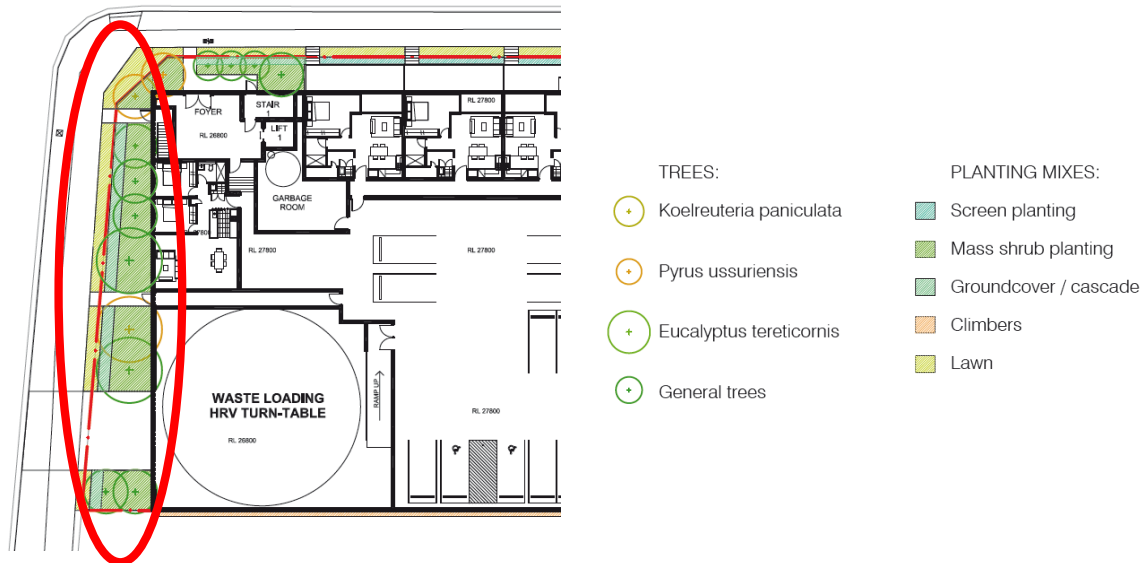 FOYER
STAIR
1
RL 26800
LIFT
1
RL 27800
GARBAGE
ROOM
27800
RL 27800
RL 27800
RAMP UP
WASTE LOADING
HRV TURN-TABLE
RL 27800
RL 26800
TREES:
Koelreuteria paniculata
Pyrus ussuriensis
Eucalyptus tereticornis
General trees
PLANTING MIXES:
Screen planting
Mass shrub planting
Groundcover / cascade
Climbers
Lawn